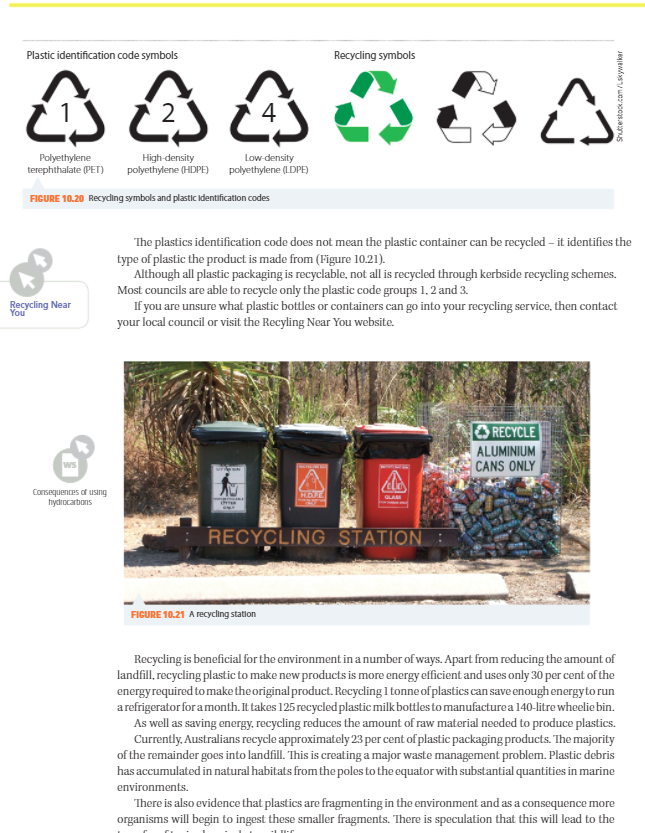 Plastic identification code symbols
Recycling symbols
1
2
4
Shutterstock.com / Lskywalker
Polyethylene
terephthalate (PET)
High-density
polyethylene (HDPE)
Low-density
polyethylene (LDPE)
FIGURE 10.20 Recycling symbols and plastic identification codes
The plastics identification code does not mean the plastic container can be recycled – it identifies the
type of plastic the product is made from (Figure 10.21).
Although all plastic packaging is recyclable, not all is recycled through kerbside recycling schemes.
Most councils are able to recycle only the plastic code groups 1, 2 and 3.
If you are unsure what plastic bottles or containers can go into your recycling service, then contact
your local council or visit the Recyling Near You website.
Recycling Near
You
RECYCLE
ALUMINIUM
CANS ONLY
LITTER
ONLY
H.D.P.E
GLASS
RECYCLING STATION
WS
Consequences of using
hydrocarbons
FIGURE 10.21 A recycling station
Recycling is beneficial for the environment in a number of ways. Apart from reducing the amount of
landfill, recycling plastic to make new products is more energy efficient and uses only 30 per cent of the
energy required to make the original product. Recycling 1 tonne of plastics can save enough energy to run
a refrigerator for a month. It takes 125 recycled plastic milk bottles to manufacture a 140-litre wheelie bin.
As well as saving energy, recycling reduces the amount of raw material needed to produce plastics.
Currently, Australians recycle approximately 23 per cent of plastic packaging products. The majority
of the remainder goes into landfill. This is creating a major waste management problem. Plastic debris
has accumulated in natural habitats from the poles to the equator with substantial quantities in marine
environments.
There is also evidence that plastics are fragmenting in the environment and as a consequence more
organisms will begin to ingest these smaller fragments. There is speculation that this will lead to the